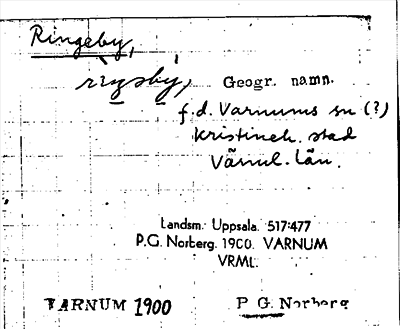 Ringeby,
rigsby, Geogr. namn.
f.d. Varnums sn (?)
Kristineh. stad
Värml. län.
Landsm. Uppsala. 517:477
P.G. Norberg. 1900. VARNUM
VRML.
VARNUM 1900 P G. Norberg